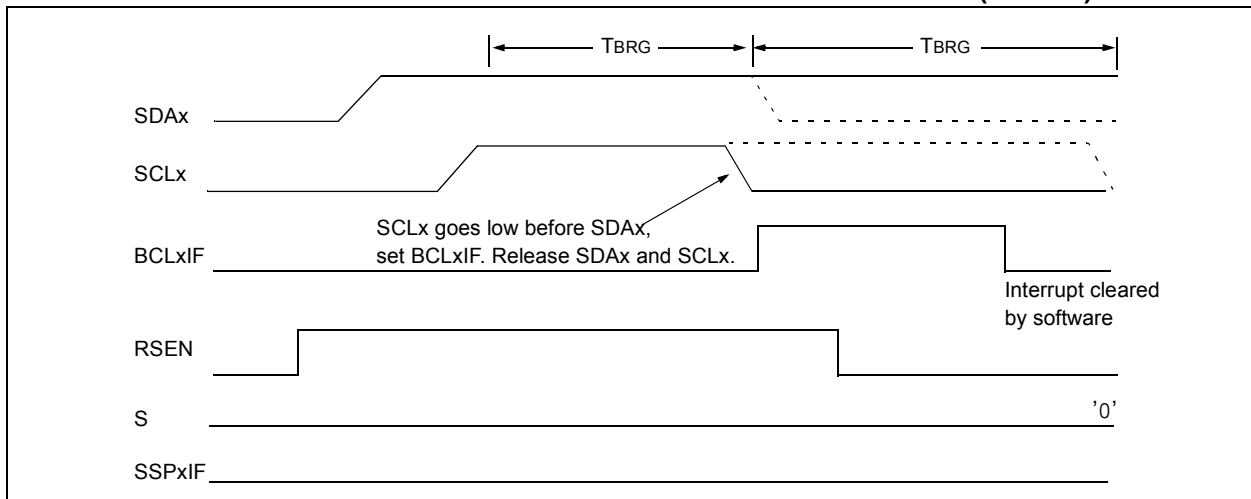 TBRG TBRG
SDAx
SCLx
SCLx goes low before SDAx,
set BCLxIF. Release SDAx and SCLx.
BCLxIF
Interrupt cleared
by software
RSEN
S
'0'
SSPxIF